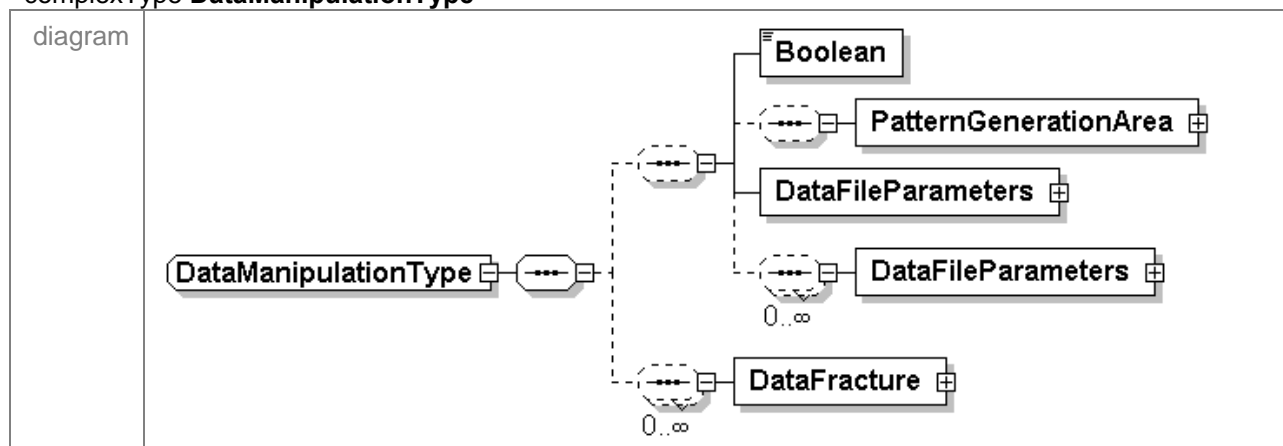 complexType DataManipulationType
diagram
Boolean
PatternGenerationArea
DataFileParameters
DataManipulationType
DataFileParameters
0..∞
DataFracture
0..∞